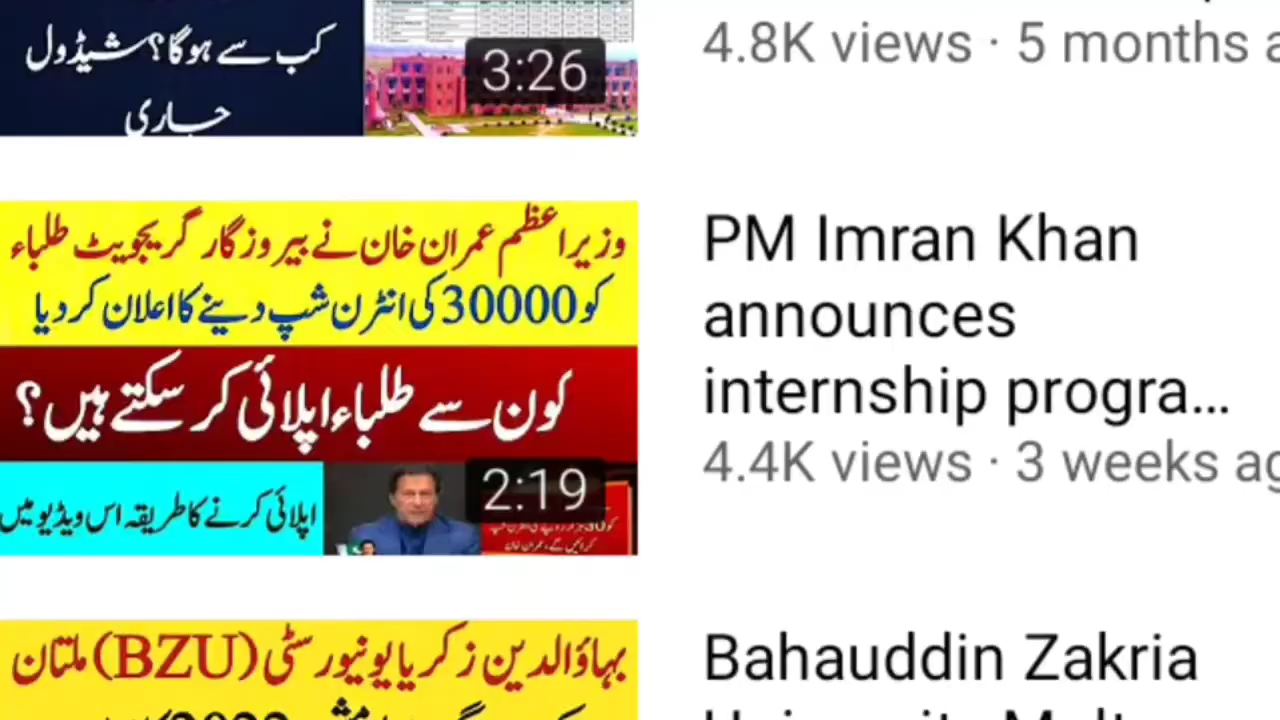 کب سے ہوگا؟ شیڈول
جاری
3:26
4.8K views · 5 months a
وزیراعظم عمران خان نے بیروزگار گریجویٹ طلباء
کو 30000 کی انٹرن شپ دینے کا اعلان کر دیا
کون سے طلباء اپلائی کر سکتے ہیں؟
اپلائی کرنے کا طریقہ اس ویڈیو میں
2:19
PM Imran Khan
announces
internship progra...
4.4K views · 3 weeks ag
بہاؤالدین زکریا یونیورسٹی (BZU) ملتان
Bahauddin Zakria